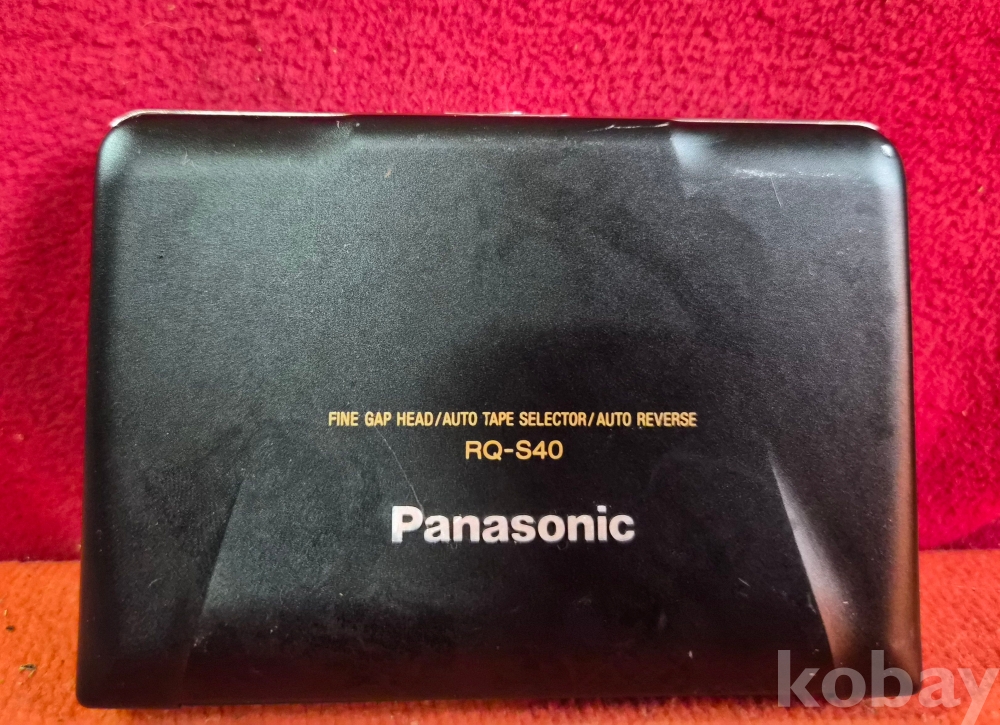 FINE GAP HEAD/AUTO TAPE SELECTOR/AUTO REVERSE
RQ-S40
Panasonic
kobay